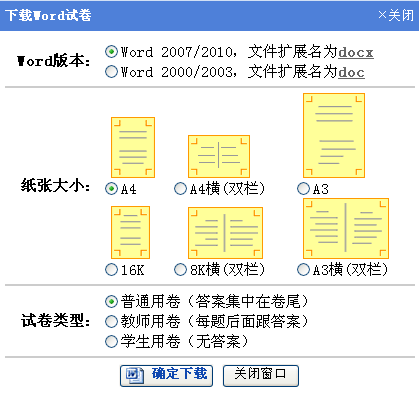 下载Word试卷 ×关闭
Word版本： Word 2007/2010，文件扩展名为docx
Word 2000/2003，文件扩展名为doc
纸张大小： A4 A4横(双栏) A3
16K 8K横(双栏) A3横(双栏)
试卷类型： 普通用卷（答案集中在卷尾）
教师用卷（每题后面跟答案）
学生用卷（无答案）
确定下载 关闭窗口